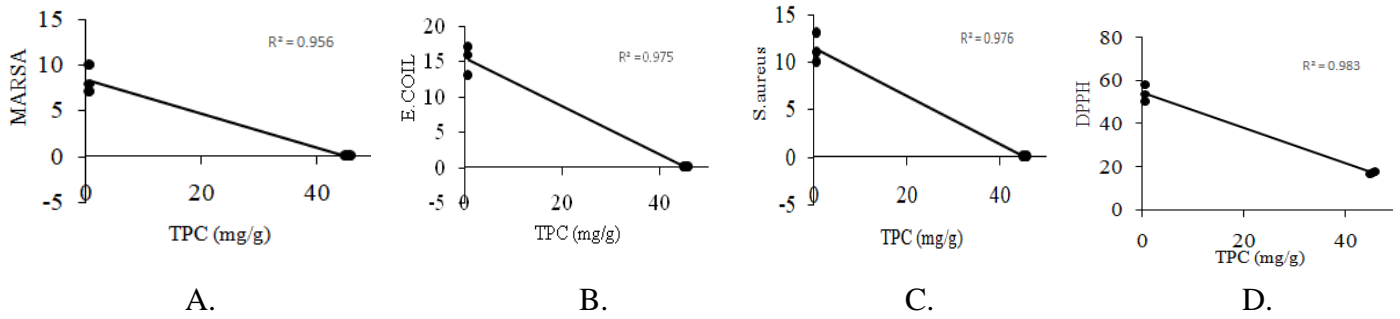 MARSA
15
10
5
0
-5
0
20
40
R² = 0.956
TPC (mg/g)
A.
E.COIL
20
15
10
5
0
-5
0
20
40
R² = 0.975
TPC (mg/g)
B.
S.aureus
15
10
5
0
-5
0
20
40
R² = 0.976
TPC (mg/g)
C.
DPPH
80
60
40
20
0
0
20
40
R² = 0.983
TPC (mg/g)
D.